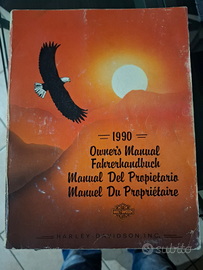 1990
Owner's Manual
Fahrerhandbuch
Manual Del Propietario
Manuel Du Propriétaire
HARLEY-DAVIDSON INC.
subito